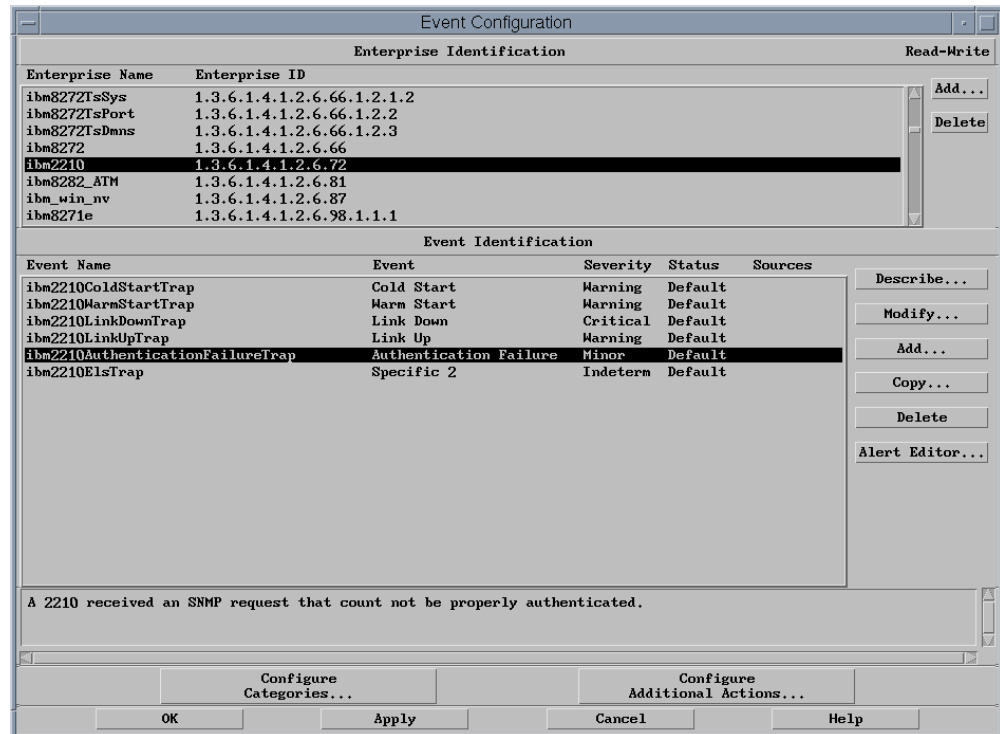 Event Configuration
Enterprise Identification Read-Write
Enterprise Name Enterprise ID
ibm8272TsSys 1.3.6.1.4.1.2.6.66.1.2.1.2
ibm8272TsPort 1.3.6.1.4.1.2.6.66.1.2.2
ibm8272TsDmns 1.3.6.1.4.1.2.6.66.1.2.3
ibm8272 1.3.6.1.4.1.2.6.66
ibm2210 1.3.6.1.4.1.2.6.72
ibm8282_ATM 1.3.6.1.4.1.2.6.81
ibm_win_nv 1.3.6.1.4.1.2.6.87
ibm8271e 1.3.6.1.4.1.2.6.98.1.1.1
Add...
Delete
Event Identification
Event Name Event Severity Status Sources
ibm2210ColdStartTrap Cold Start Warning Default
ibm2210WarmStartTrap Warm Start Warning Default
ibm2210LinkDownTrap Link Down Critical Default
ibm2210LinkUpTrap Link Up Warning Default
ibm2210AuthenticationFailureTrap Authentication Failure Minor Default
ibm2210ElsTrap Specific 2 Indeterm Default
Describe...
Modify...
Add...
Copy...
Delete
Alert Editor...
A 2210 received an SNMP request that count not be properly authenticated.
Configure
Categories...
Configure
Additional Actions...
OK Apply Cancel Help